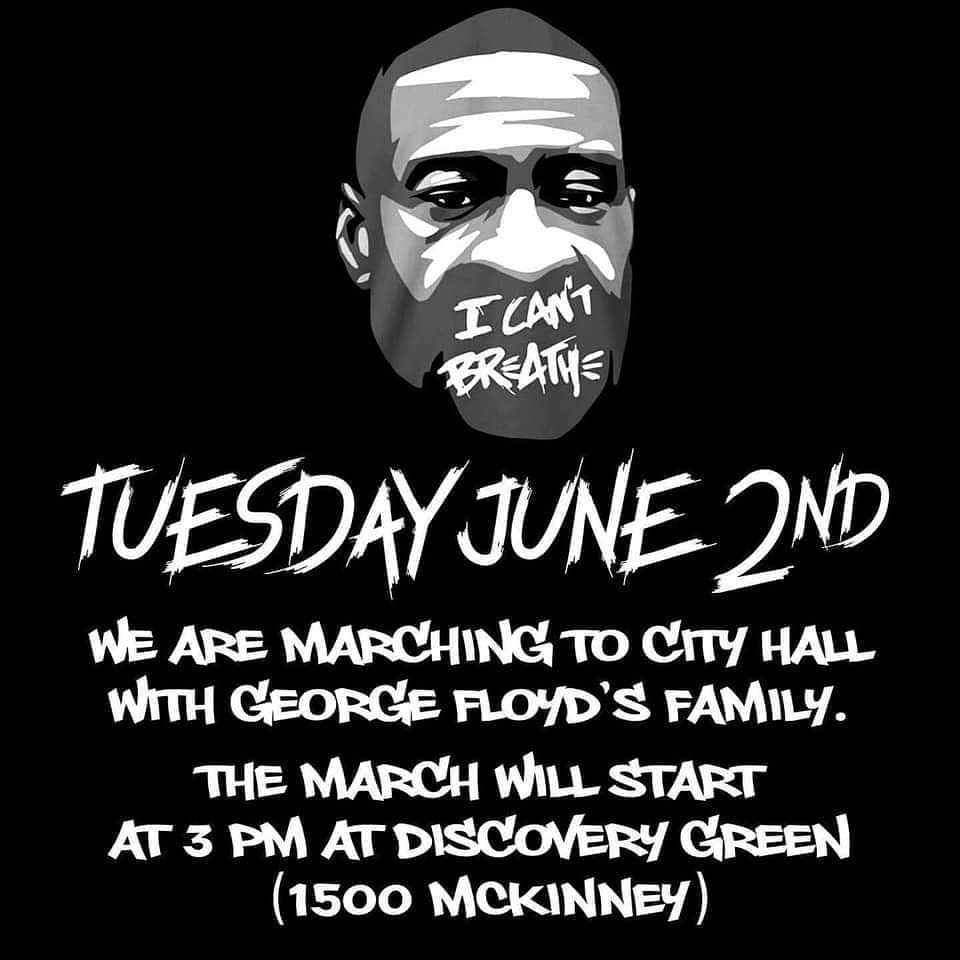 I CAN'T
BREATHE
TUESDAY JUNE 2ND
WE ARE MARCHING TO CITY HALL
WITH GEORGE FLOYD'S FAMILY.
THE MARCH WILL START
AT 3 PM AT DISCOVERY GREEN
(1500 MCKINNEY)